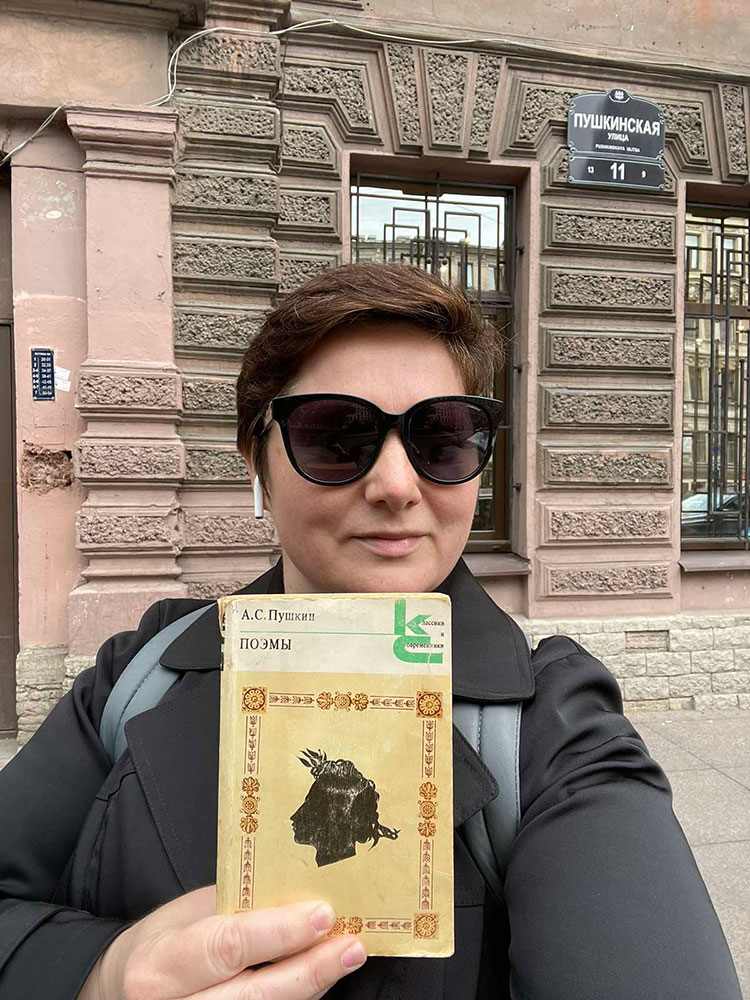 ПУШКИНСКАЯ
УЛИЦА
PUSHKINSKAYA ULITSA
13 11 9
А.С.Пушкин
ПОЭМЫ
Классики
и
Современники